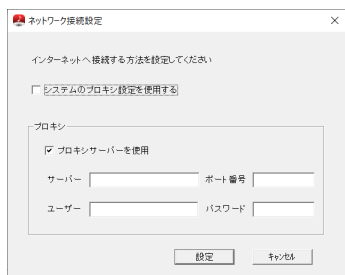 ネットワーク接続設定
インターネットへ接続する方法を設定してください
システムのプロキシ設定を使用する
プロキシ
プロキシサーバーを使用
サーバー ポート番号
ユーザー パスワード
設定 キャンセル